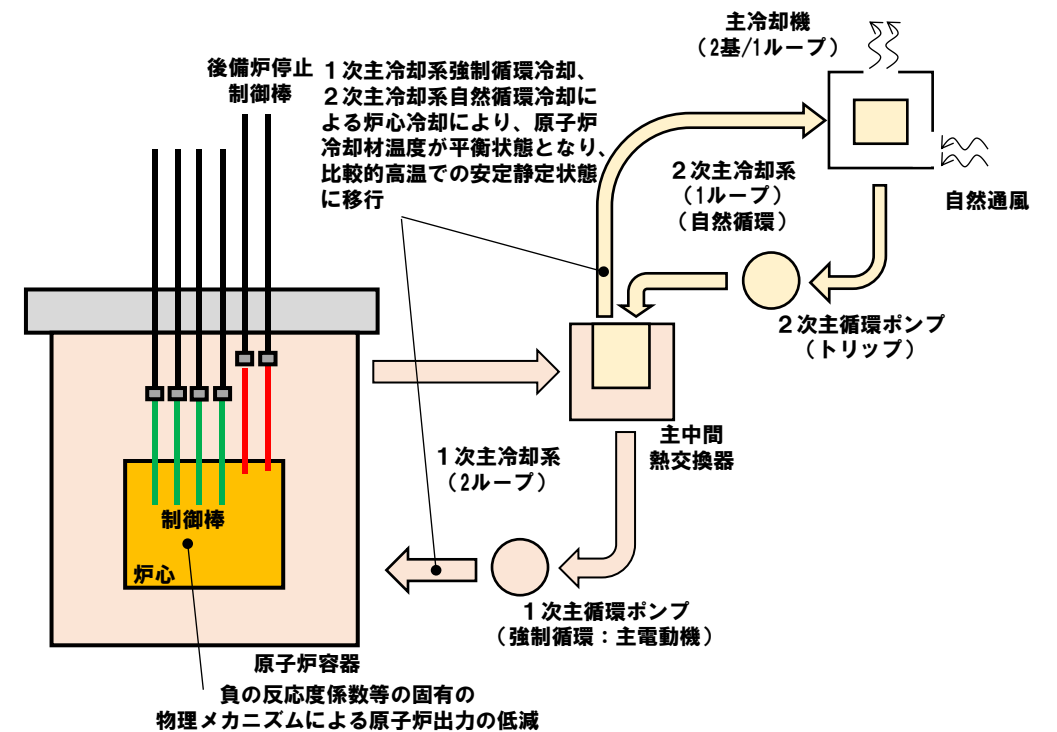 主冷却機
（2基/1ループ）
後備炉停止
制御棒
１次主冷却系強制循環冷却、
２次主冷却系自然循環冷却に
よる炉心冷却により、原子炉
冷却材温度が平衡状態となり、
比較的高温での安定静定状態
に移行
２次主冷却系
（1ループ）
（自然循環）
自然通風
２次主循環ポンプ
（トリップ）
主中間
熱交換器
１次主冷却系
（2ループ）
制御棒
炉心
１次主循環ポンプ
（強制循環：主電動機）
原子炉容器
負の反応度係数等の固有の
物理メカニズムによる原子炉出力の低減